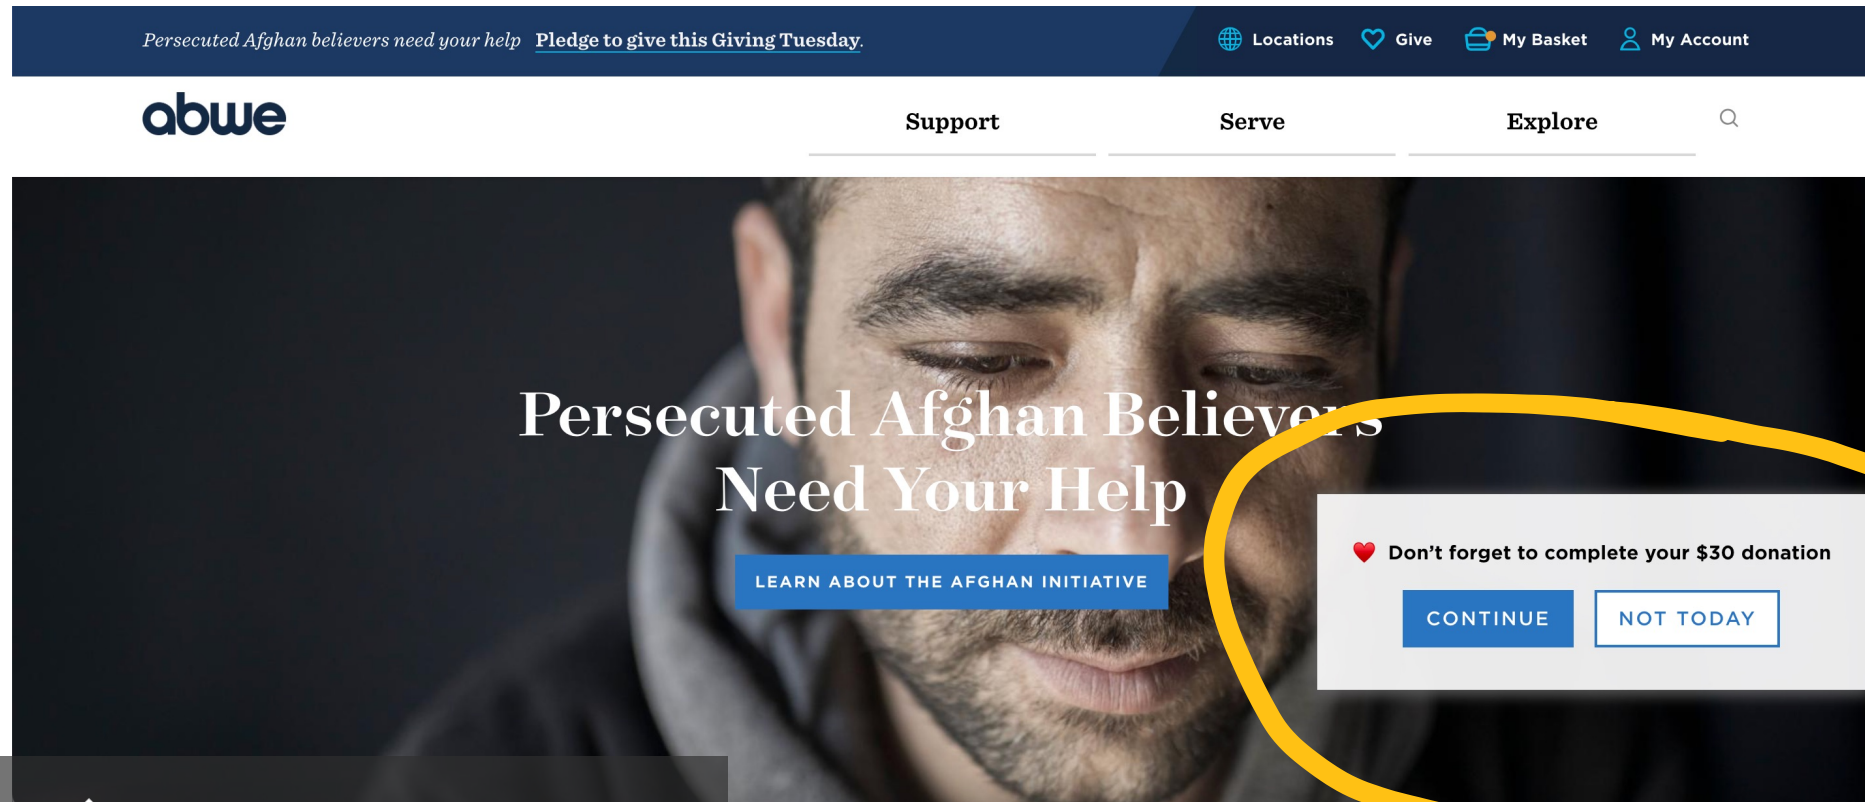 Persecuted Afghan believers need your help Pledge to give this Giving Tuesday.
Locations Give My Basket My Account
abwe
Support Serve Explore
Persecuted Afghan Believers
Need Your Help
LEARN ABOUT THE AFGHAN INITIATIVE
❤️ Don't forget to complete your $30 donation
CONTINUE NOT TODAY